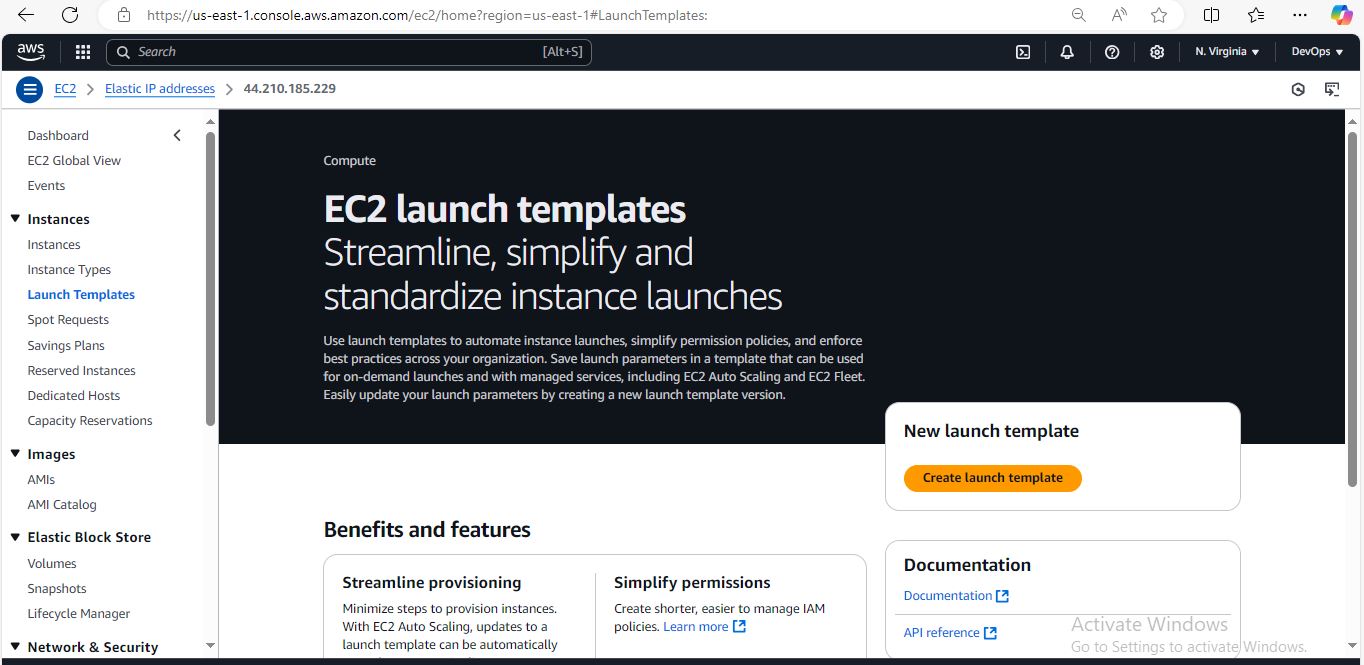 https://us-east-1.console.aws.amazon.com/ec2/home?region=us-east-1#LaunchTemplates:
aws
Search
[Alt+S]
N. Virginia
DevOps
EC2
Elastic IP addresses
44.210.185.229
Dashboard
EC2 Global View
Events
Instances
Instances
Instance Types
Launch Templates
Spot Requests
Savings Plans
Reserved Instances
Dedicated Hosts
Capacity Reservations
Images
AMIs
AMI Catalog
Elastic Block Store
Volumes
Snapshots
Lifecycle Manager
Network & Security
Compute
EC2 launch templates
Streamline, simplify and
standardize instance launches
Use launch templates to automate instance launches, simplify permission policies, and enforce
best practices across your organization. Save launch parameters in a template that can be used
for on-demand launches and with managed services, including EC2 Auto Scaling and EC2 Fleet.
Easily update your launch parameters by creating a new launch template version.
New launch template
Create launch template
Benefits and features
Streamline provisioning
Minimize steps to provision instances.
With EC2 Auto Scaling, updates to a
launch template can be automatically
Simplify permissions
Create shorter, easier to manage IAM
policies. Learn more
Documentation
Documentation
API reference
Activate Windows
Go to Settings to activate Windows.